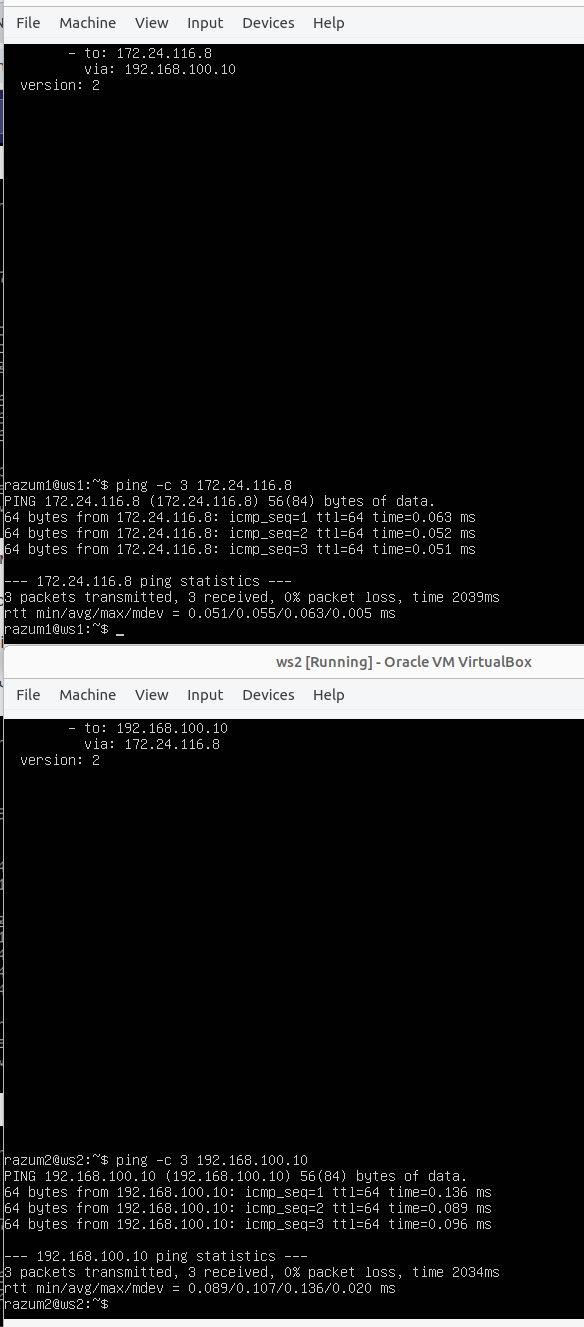 File Machine View Input Devices Help
- to: 172.24.116.8
via: 192.168.100.10
version: 2
razum1@ws1:~$ ping -c 3 172.24.116.8
PING 172.24.116.8 (172.24.116.8) 56(84) bytes of data.
64 bytes from 172.24.116.8: icmp_seq=1 ttl=64 time=0.063 ms
64 bytes from 172.24.116.8: icmp_seq=2 ttl=64 time=0.052 ms
64 bytes from 172.24.116.8: icmp_seq=3 ttl=64 time=0.051 ms
--- 172.24.116.8 ping statistics ---
3 packets transmitted, 3 received, 0% packet loss, time 2039ms
rtt min/avg/max/mdev = 0.051/0.055/0.063/0.005 ms
razum1@ws1:~$ _
ws2 [Running] - Oracle VM VirtualBox
File Machine View Input Devices Help
- to: 192.168.100.10
via: 172.24.116.8
version: 2
razum2@ws2:~$ ping -c 3 192.168.100.10
PING 192.168.100.10 (192.168.100.10) 56(84) bytes of data.
64 bytes from 192.168.100.10: icmp_seq=1 ttl=64 time=0.136 ms
64 bytes from 192.168.100.10: icmp_seq=2 ttl=64 time=0.089 ms
64 bytes from 192.168.100.10: icmp_seq=3 ttl=64 time=0.096 ms
--- 192.168.100.10 ping statistics ---
3 packets transmitted, 3 received, 0% packet loss, time 2034ms
rtt min/avg/max/mdev = 0.089/0.107/0.136/0.020 ms
razum2@ws2:~$